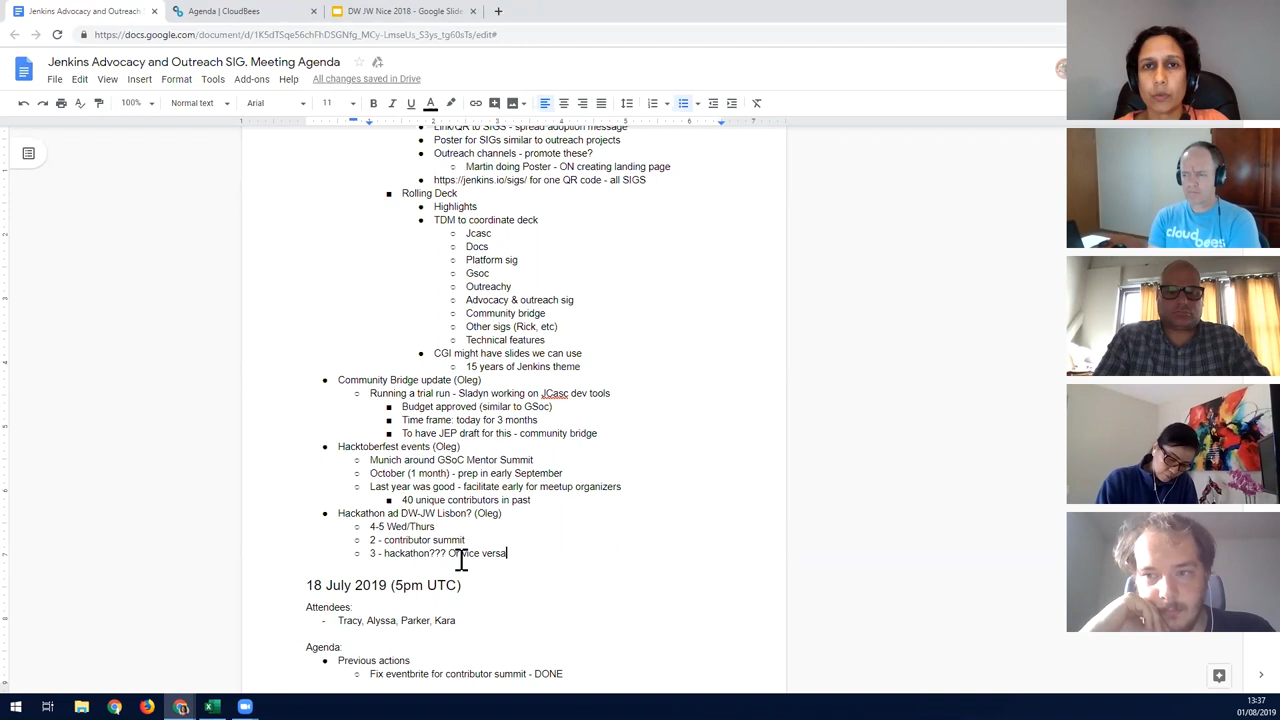 Jenkins Advocacy and Outreach
Agenda | CloudBees
DW JW Nice 2018 - Google Slide
https://docs.google.com/document/d/1K5dTSqe56chFhDSGNfg_MCy-LmseUs_S3ys_tg60sTs/edit#
Jenkins Advocacy and Outreach SIG. Meeting Agenda
File Edit View Insert Format Tools Add-ons Help All changes saved in Drive
100% Normal text Arial 11
Link/QR to SIGS - spread adoption message
Poster for SIGs similar to outreach projects
Outreach channels - promote these?
Martin doing Poster - ON creating landing page
https://jenkins.io/sigs/ for one QR code - all SIGS
Rolling Deck
Highlights
TDM to coordinate deck
Jcasc
Docs
Platform sig
Gsoc
Outreachy
Advocacy & outreach sig
Community bridge
Other sigs (Rick, etc)
Technical features
CGI might have slides we can use
15 years of Jenkins theme
Community Bridge update (Oleg)
Running a trial run - Sladyn working on JCasc dev tools
Budget approved (similar to GSoc)
Time frame: today for 3 months
To have JEP draft for this - community bridge
Hacktoberfest events (Oleg)
Munich around GSoC Mentor Summit
October (1 month) - prep in early September
Last year was good - facilitate early for meetup organizers
40 unique contributors in past
Hackathon ad DW-JW Lisbon? (Oleg)
4-5 Wed/Thurs
2 - contributor summit
3 - hackathon??? Or vice versa
18 July 2019 (5pm UTC)
Attendees:
- Tracy, Alyssa, Parker, Kara
Agenda:
Previous actions
Fix eventbrite for contributor summit - DONE
cloud
bees
13:37
01/08/2019